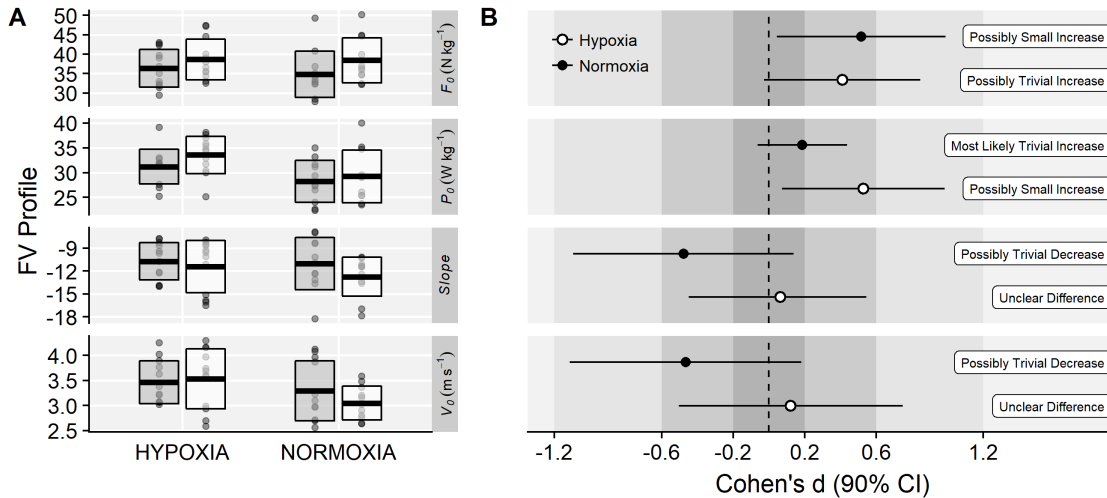 A
FV Profile
50
45
40
35
30
F₀ (N kg⁻¹)
40
35
30
25
P₀ (W kg⁻¹)
-9
-12
-15
-18
Slope
4.0
3.5
3.0
2.5
V₀ (m s⁻¹)
HYPOXIA NORMOXIA
B
Hypoxia
Normoxia
Possibly Small Increase
Possibly Trivial Increase
Most Likely Trivial Increase
Possibly Small Increase
Possibly Trivial Decrease
Unclear Difference
Possibly Trivial Decrease
Unclear Difference
-1.2 -0.6 -0.2 0.2 0.6 1.2
Cohen's d (90% CI)